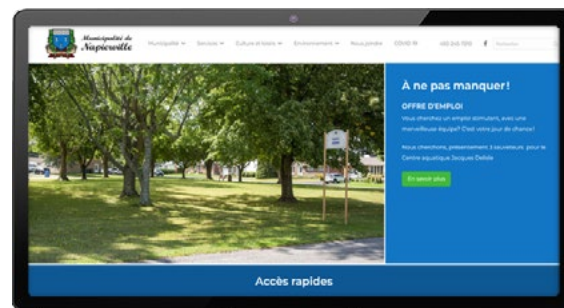 Municipalité de
Napierville
Municipalité
Services
Culture et loisirs
Environnement
Nous joindre
COVID-19
À ne pas manquer!
OFFRE D'EMPLOI
Vous cherchez un emploi stimulant, avec une
merveilleuse équipe? C'est votre jour de chance!
Nous cherchons, présentement 3 sauveteurs pour le
Centre aquatique Jacques Delisle
En savoir plus
Accès rapides